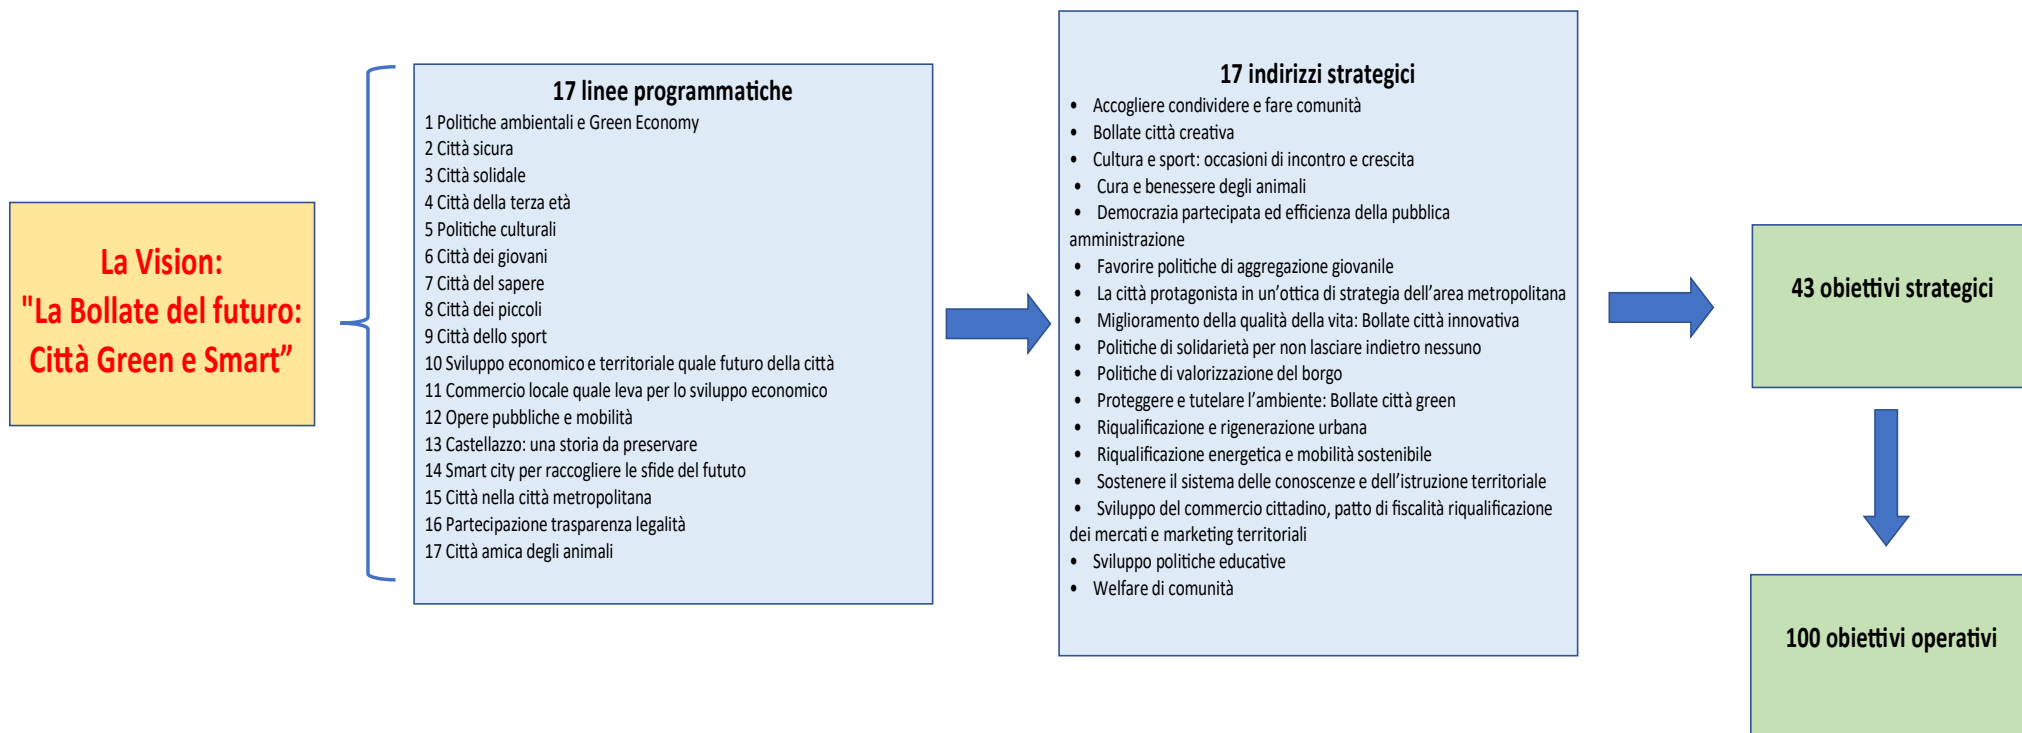 La Vision:
"La Bollate del futuro:
Città Green e Smart”
17 linee programmatiche
1 Politiche ambientali e Green Economy
2 Città sicura
3 Città solidale
4 Città della terza età
5 Politiche culturali
6 Città dei giovani
7 Città del sapere
8 Città dei piccoli
9 Città dello sport
10 Sviluppo economico e territoriale quale futuro della città
11 Commercio locale quale leva per lo sviluppo economico
12 Opere pubbliche e mobilità
13 Castellazzo: una storia da preservare
14 Smart city per raccogliere le sfide del fututo
15 Città nella città metropolitana
16 Partecipazione trasparenza legalità
17 Città amica degli animali
17 indirizzi strategici
• Accogliere condividere e fare comunità
• Bollate città creativa
• Cultura e sport: occasioni di incontro e crescita
• Cura e benessere degli animali
• Democrazia partecipata ed efficienza della pubblica
amministrazione
• Favorire politiche di aggregazione giovanile
• La città protagonista in un’ottica di strategia dell’area metropolitana
• Miglioramento della qualità della vita: Bollate città innovativa
• Politiche di solidarietà per non lasciare indietro nessuno
• Politiche di valorizzazione del borgo
• Proteggere e tutelare l’ambiente: Bollate città green
• Riqualificazione e rigenerazione urbana
• Riqualificazione energetica e mobilità sostenibile
• Sostenere il sistema delle conoscenze e dell’istruzione territoriale
• Sviluppo del commercio cittadino, patto di fiscalità riqualificazione
dei mercati e marketing territoriali
• Sviluppo politiche educative
• Welfare di comunità
43 obiettivi strategici
100 obiettivi operativi